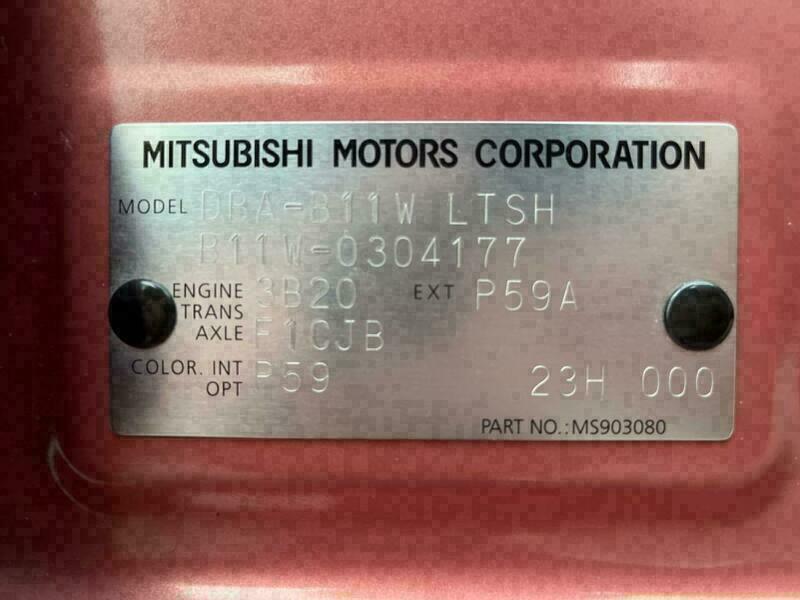 MITSUBISHI MOTORS CORPORATION
MODEL DBA-B11W LTSH
B11W-0304177
ENGINE 3B20 EXT P59A
TRANS
AXLE F1CJB
COLOR. INT P59
OPT 23H 000
PART NO.:MS903080